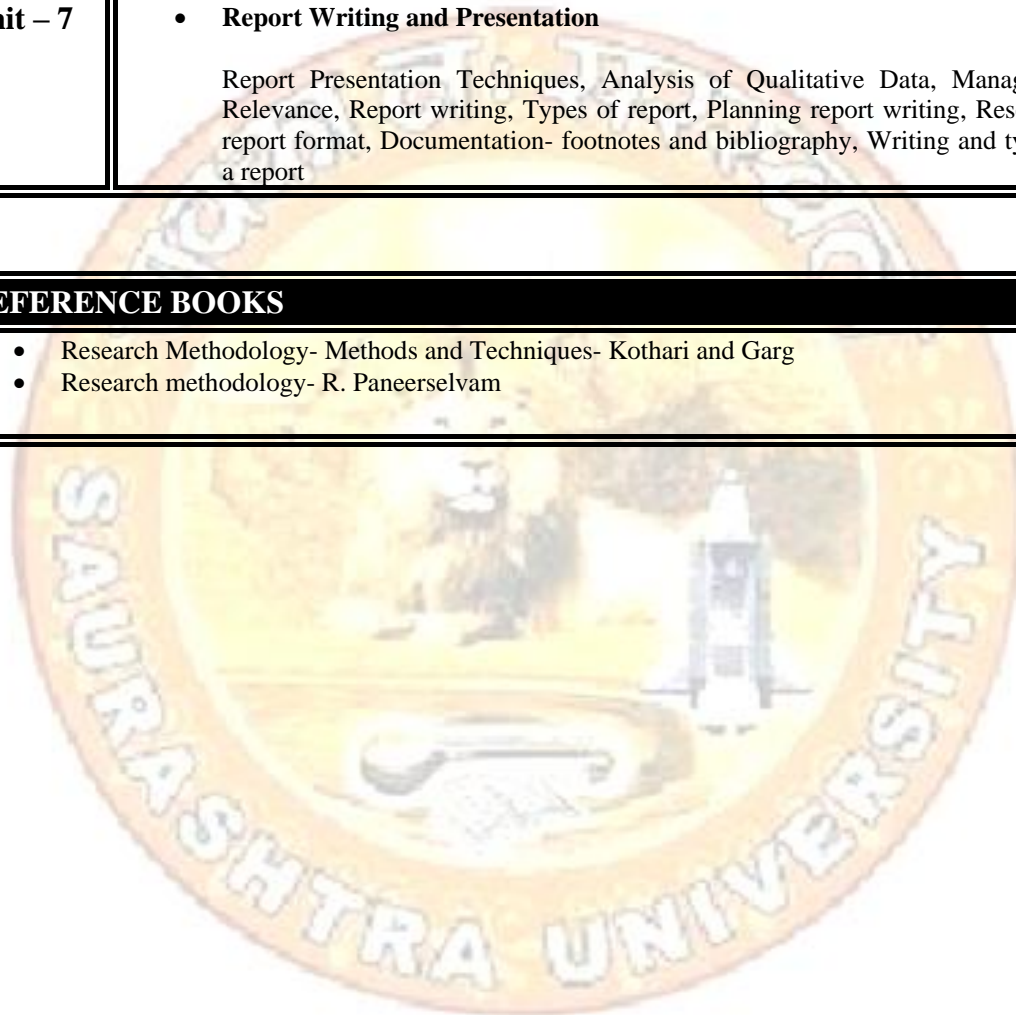 nit – 7
• Report Writing and Presentation
Report Presentation Techniques, Analysis of Qualitative Data, Manag
Relevance, Report writing, Types of report, Planning report writing, Res
report format, Documentation- footnotes and bibliography, Writing and ty
a report
EFERENCE BOOKS
• Research Methodology- Methods and Techniques- Kothari and Garg
• Research methodology- R. Paneerselvam
SAURASHTRA UNIVERSITY